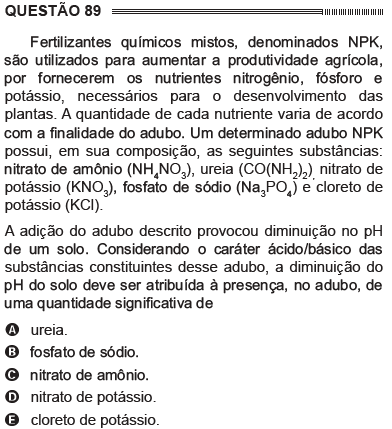 QUESTÃO 89
Fertilizantes químicos mistos, denominados NPK,
são utilizados para aumentar a produtividade agrícola,
por fornecerem os nutrientes nitrogênio, fósforo e
potássio, necessários para o desenvolvimento das
plantas. A quantidade de cada nutriente varia de acordo
com a finalidade do adubo. Um determinado adubo NPK
possui, em sua composição, as seguintes substâncias:
nitrato de amônio (NH₄NO₃), ureia (CO(NH₂)₂), nitrato de
potássio (KNO₃), fosfato de sódio (Na₃PO₄) e cloreto de
potássio (KCl).
A adição do adubo descrito provocou diminuição no pH
de um solo. Considerando o caráter ácido/básico das
substâncias constituintes desse adubo, a diminuição do
pH do solo deve ser atribuída à presença, no adubo, de
uma quantidade significativa de
A ureia.
B fosfato de sódio.
C nitrato de amônio.
D nitrato de potássio.
E cloreto de potássio.